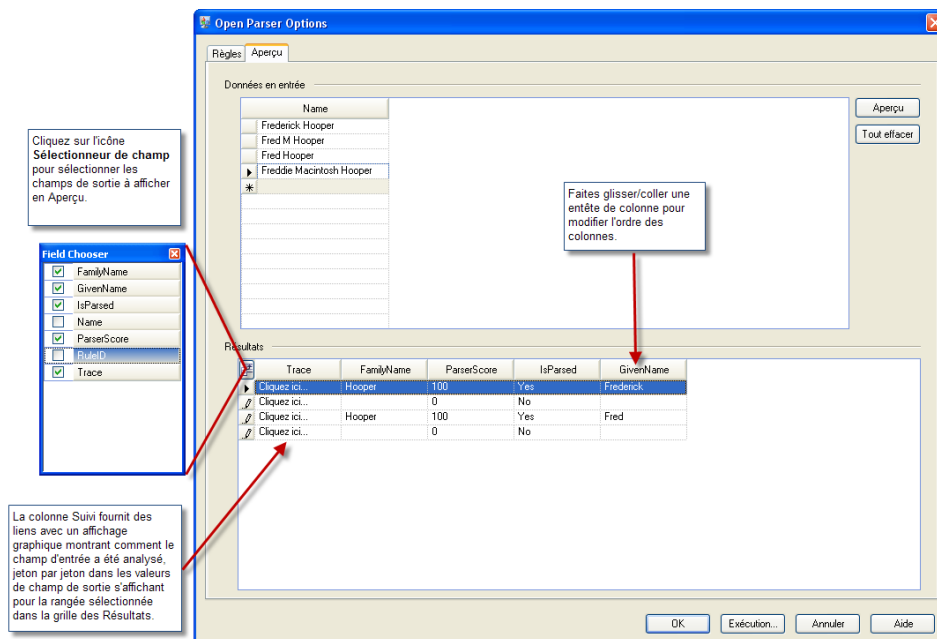 Open Parser Options
Règles Aperçu
Données en entrée
Name
Frederick Hooper
Fred M Hooper
Fred Hooper
Freddie Macintosh Hooper
Aperçu
Tout effacer
Cliquez sur l'icône
Sélectionneur de champ
pour sélectionner les
champs de sortie à afficher
en Aperçu.
Faites glisser/coller une
entête de colonne pour
modifier l'ordre des
colonnes.
Field Chooser
FamilyName
GivenName
IsParsed
Name
ParserScore
RuleID
Trace
Résultats
Trace FamilyName ParserScore IsParsed GivenName
Cliquez ici... Hooper 100 Yes Frederick
Cliquez ici... 0 No
Cliquez ici... Hooper 100 Yes Fred
Cliquez ici... 0 No
La colonne Suivi fournit des
liens avec un affichage
graphique montrant comment le
champ d'entrée a été analysé,
jeton par jeton dans les valeurs
de champ de sortie s'affichant
pour la rangée sélectionnée
dans la grille des Résultats.
OK Exécution... Annuler Aide